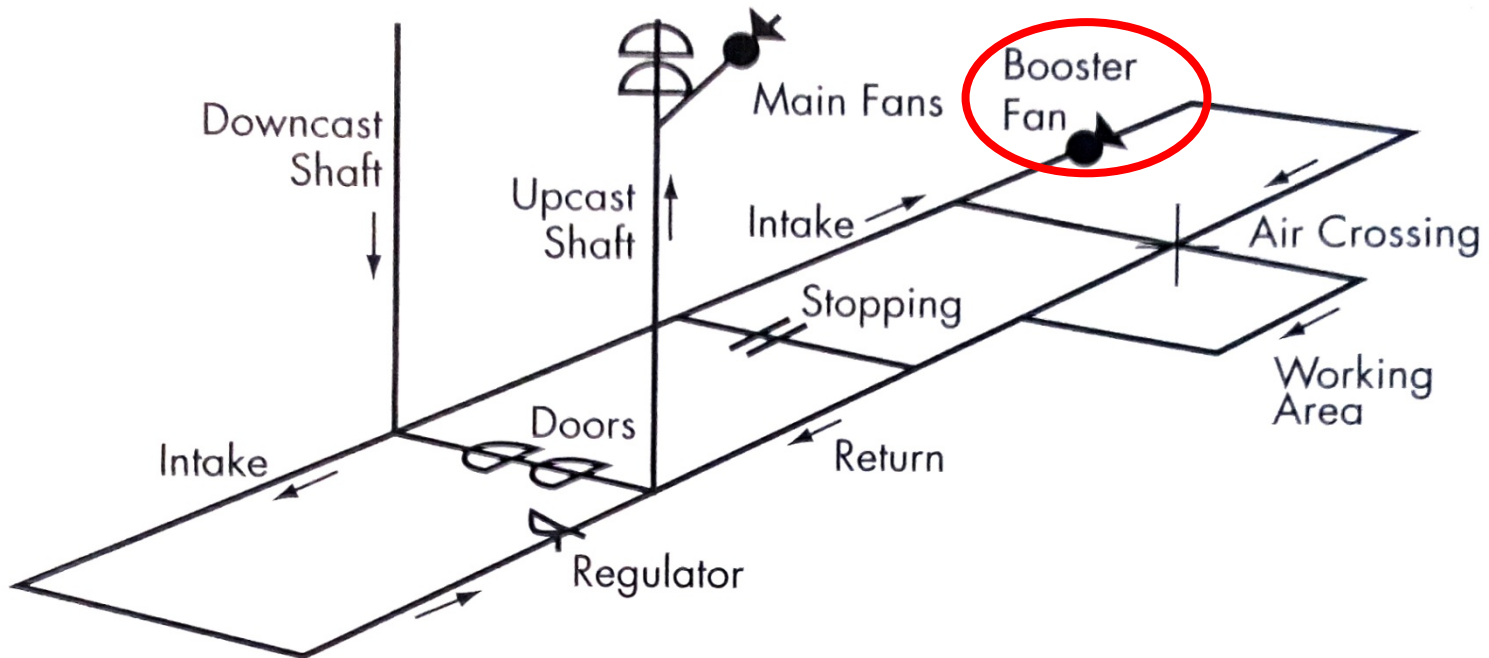 Downcast
Shaft
Upcast
Shaft
Main Fans
Booster
Fan
Intake
Air Crossing
Stopping
Working
Area
Doors
Return
Intake
Regulator